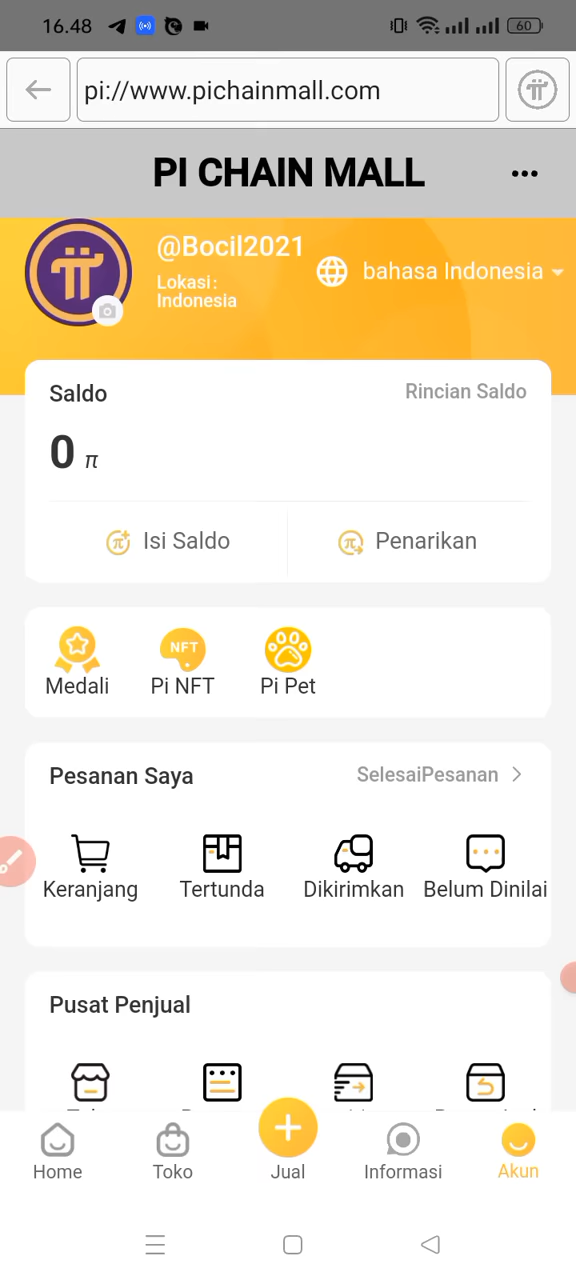 16.48
60
pi://www.pichainmall.com
PI CHAIN MALL
@Bocil2021
Lokasi:
Indonesia
bahasa Indonesia
Saldo
Rincian Saldo
0 π
Isi Saldo
Penarikan
NFT
Medali
Pi NFT
Pi Pet
Pesanan Saya
SelesaiPesanan
Keranjang
Tertunda
Dikirimkan
Belum Dinilai
Pusat Penjual
Home
Toko
Jual
Informasi
Akun